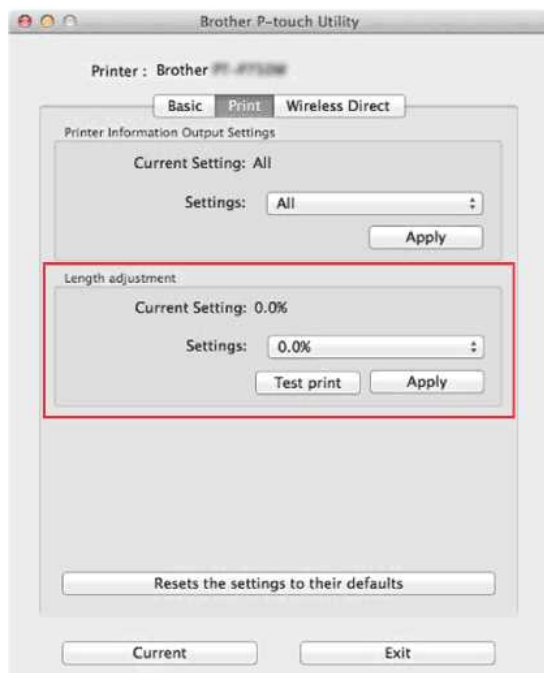 Brother P-touch Utility
Printer : Brother
Basic Print Wireless Direct
Printer Information Output Settings
Current Setting: All
Settings: All
Apply
Length adjustment
Current Setting: 0.0%
Settings: 0.0%
Test print Apply
Resets the settings to their defaults
Current Exit